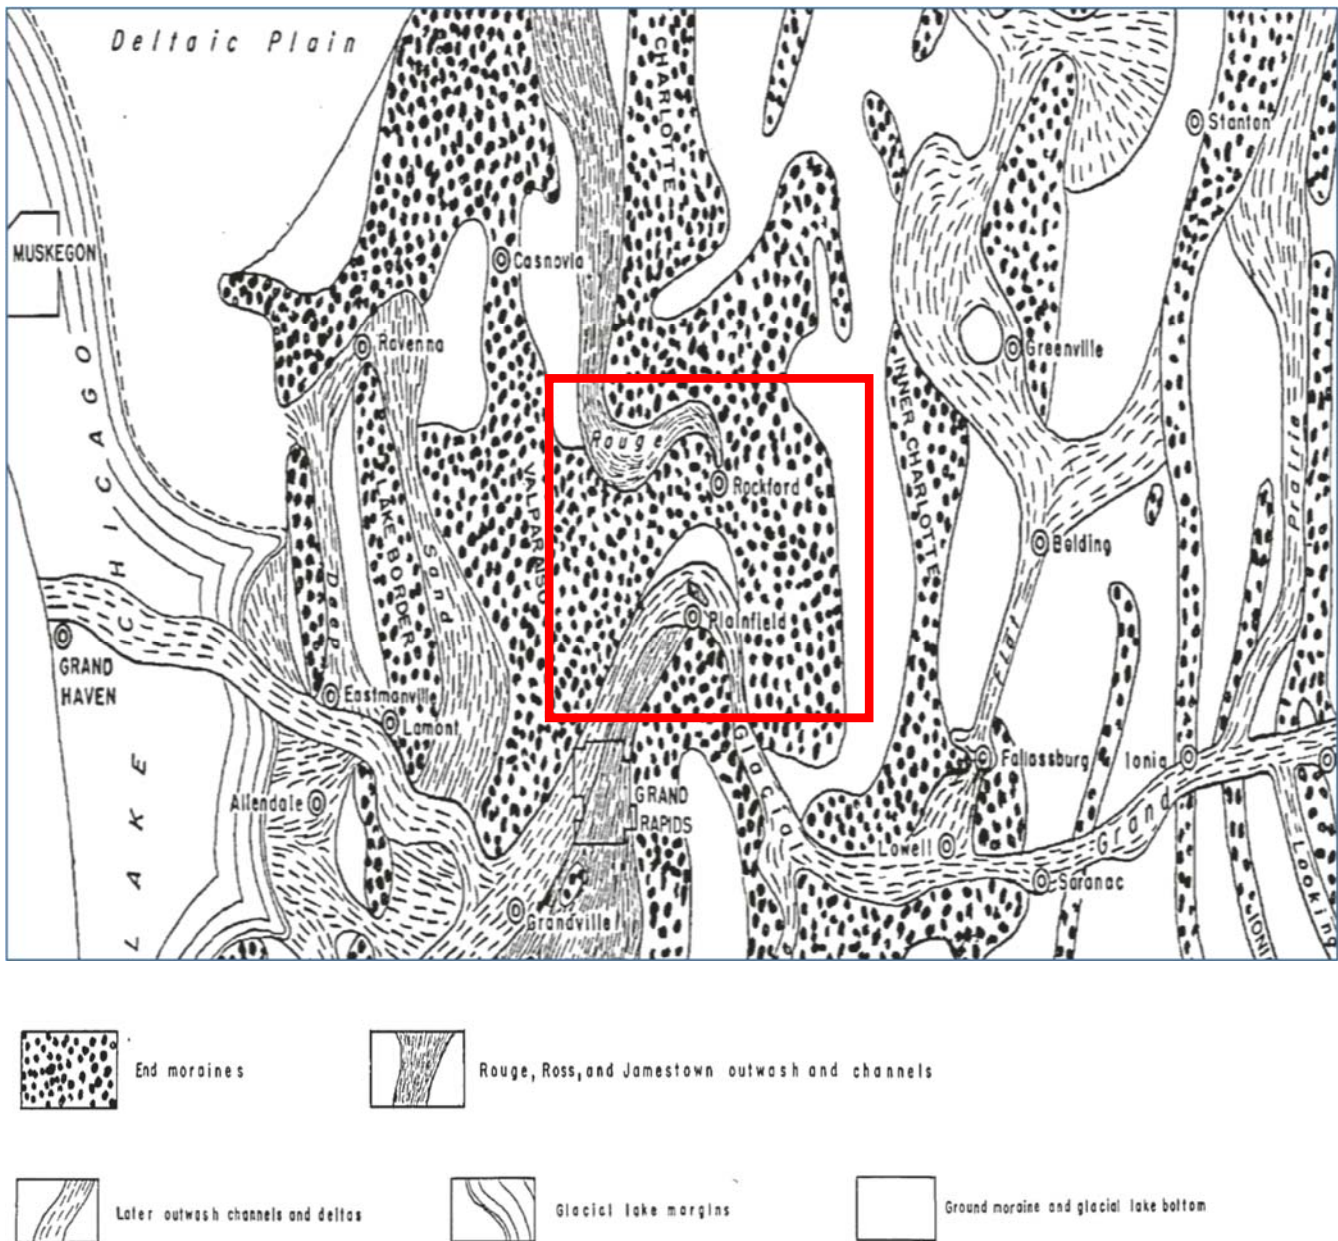 Deltaic Plain
CHARLOTTE
Stanton
MUSKEGON
Casnovia
Ravenna
Greenville
INNER CHARLOTTE
Rouge
Rockford
VALPARAISO
LAKE BORDER
Sand
Deep
Belding
Prairie
Flat
Plainfield
LAKE CHICAGO
GRAND
HAVEN
Eastmanville
Lamont
Allendale
GRAND
RAPIDS
Glacial
Grand
Fallassburg
Ionia
Lowell
Saranac
Grandville
Looking
IONI
End moraines
Rouge, Ross, and Jamestown outwash and channels
Later outwash channels and deltas
Glacial lake margins
Ground moraine and glacial lake bottom